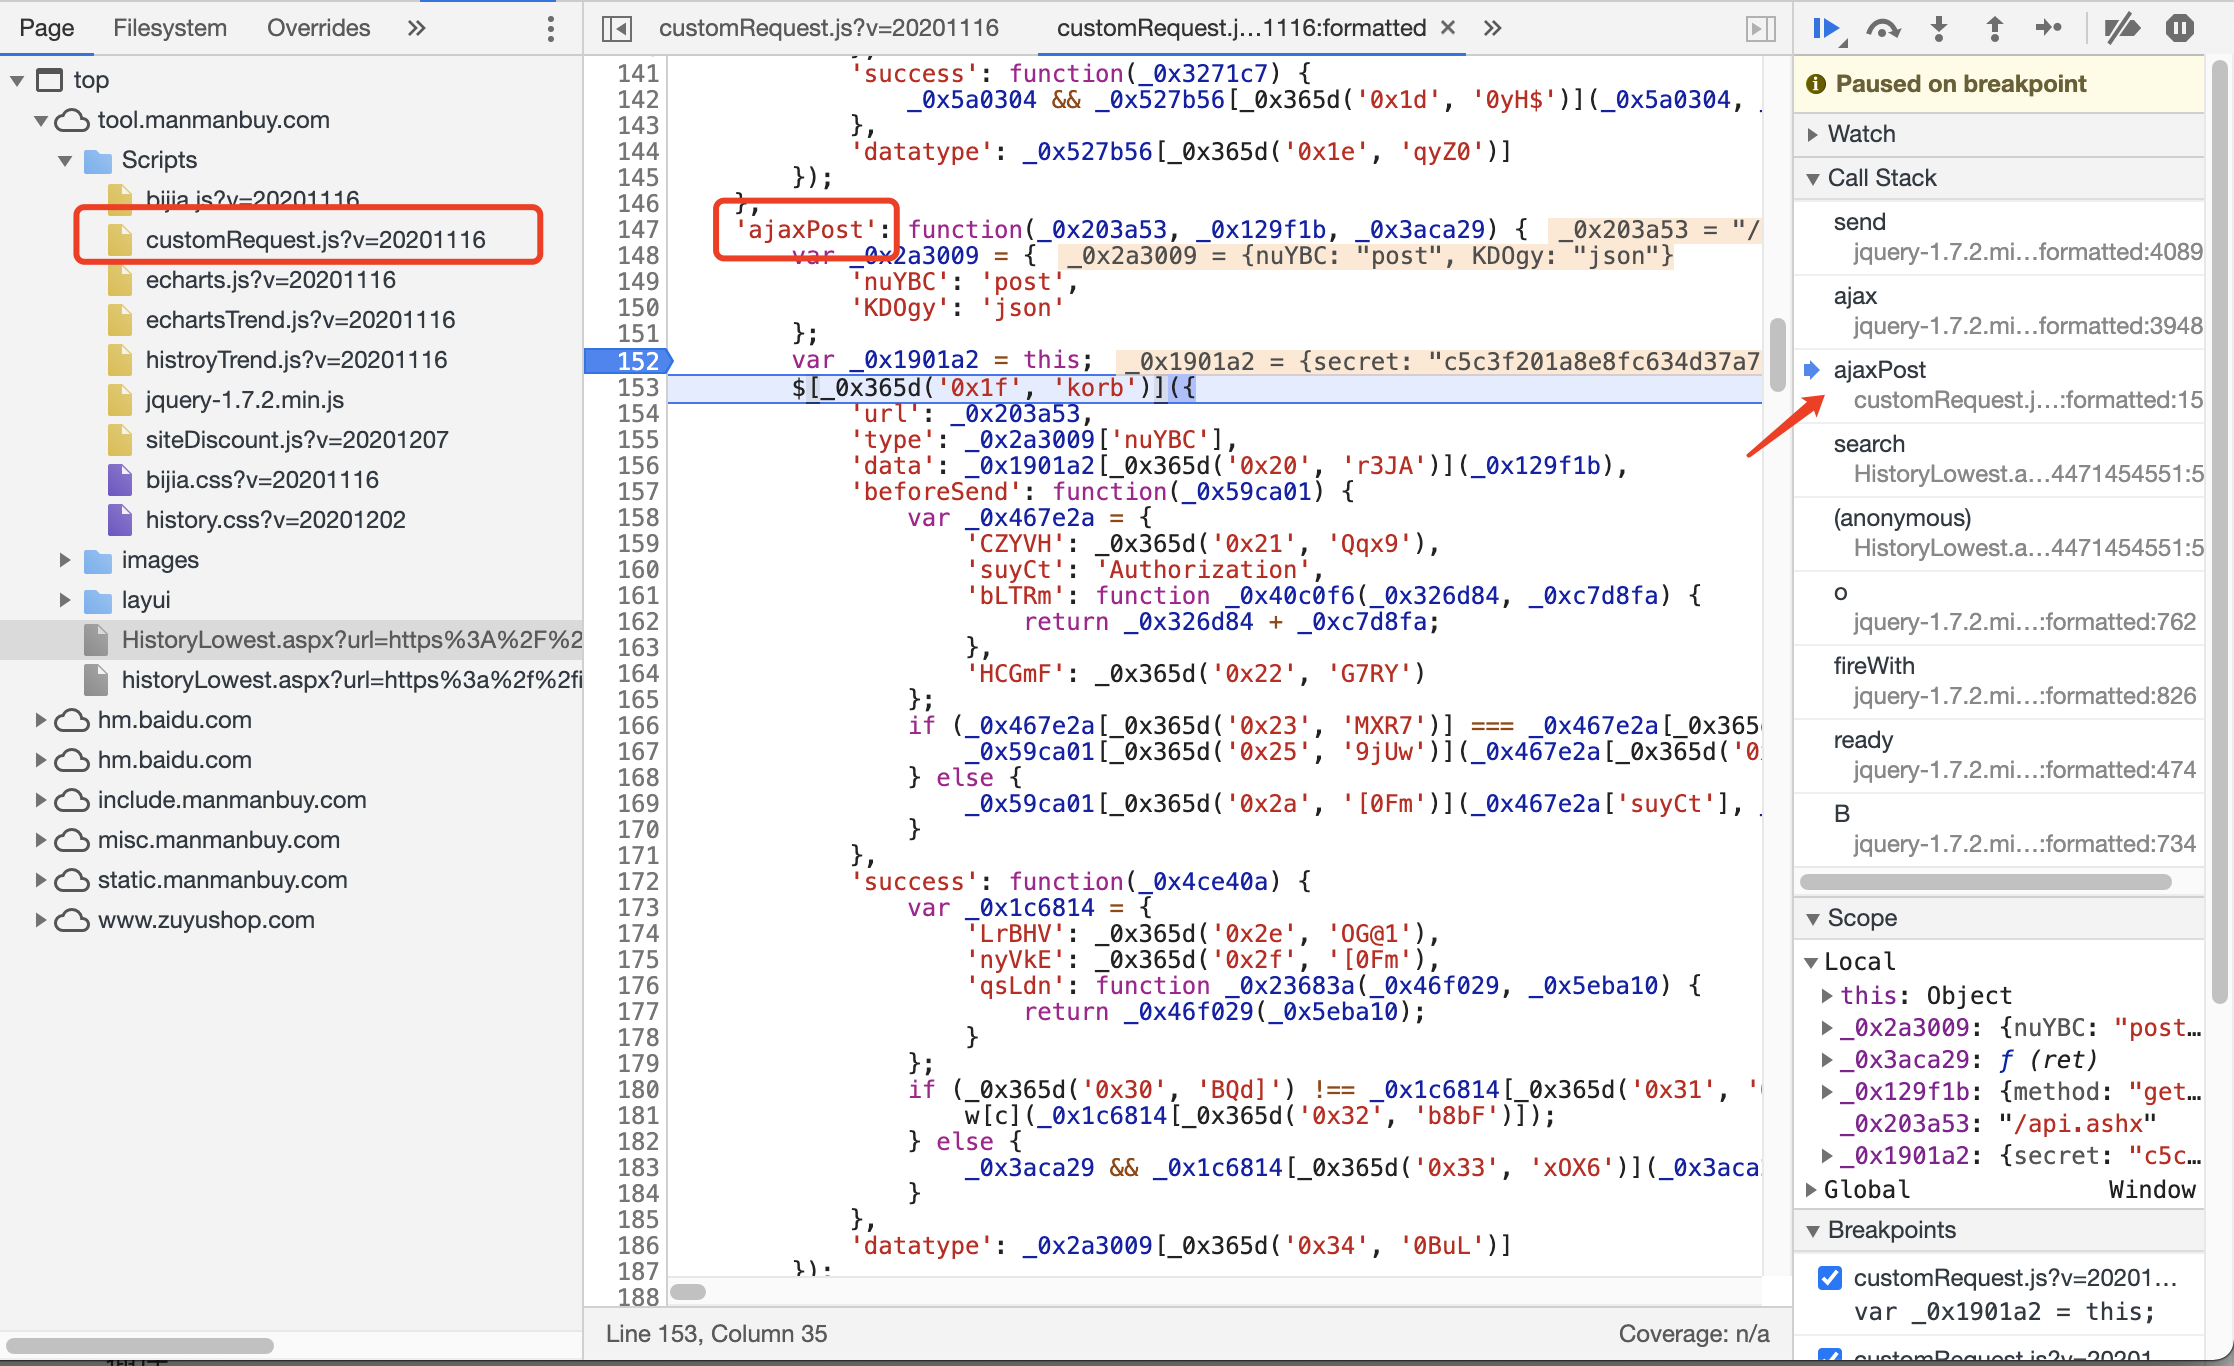 Page Filesystem Overrides »
top
tool.manmanbuy.com
Scripts
bijia.js?v=20201116
customRequest.js?v=20201116
echarts.js?v=20201116
echartsTrend.js?v=20201116
histroyTrend.js?v=20201116
jquery-1.7.2.min.js
siteDiscount.js?v=20201207
bijia.css?v=20201116
history.css?v=20201202
images
layui
HistoryLowest.aspx?url=https%3A%2F%2
historyLowest.aspx?url=https%3a%2f%2fi
hm.baidu.com
hm.baidu.com
include.manmanbuy.com
misc.manmanbuy.com
static.manmanbuy.com
www.zuyushop.com
customRequest.js?v=20201116 customRequest.j…1116:formatted × »
141 'success': function(_0x3271c7) {
142 _0x5a0304 && _0x527b56[_0x365d('0x1d', '0yH$')](_0x5a0304,
143 },
144 'datatype': _0x527b56[_0x365d('0x1e', 'qyZ0')]
145 });
146 },
147 'ajaxPost': function(_0x203a53, _0x129f1b, _0x3aca29) { _0x203a53 = "/
148 var _0x2a3009 = { _0x2a3009 = {nuYBC: "post", KDOgy: "json"}
149 'nuYBC': 'post',
150 'KDOgy': 'json'
151 };
152 var _0x1901a2 = this; _0x1901a2 = {secret: "c5c3f201a8e8fc634d37a7
153 $[_0x365d('0x1f', 'korb')]({
154 'url': _0x203a53,
155 'type': _0x2a3009['nuYBC'],
156 'data': _0x1901a2[_0x365d('0x20', 'r3JA')](_0x129f1b),
157 'beforeSend': function(_0x59ca01) {
158 var _0x467e2a = {
159 'CZYVH': _0x365d('0x21', 'Qqx9'),
160 'suyCt': 'Authorization',
161 'bLTRm': function _0x40c0f6(_0x326d84, _0xc7d8fa) {
162 return _0x326d84 + _0xc7d8fa;
163 },
164 'HCGmF': _0x365d('0x22', 'G7RY')
165 };
166 if (_0x467e2a[_0x365d('0x23', 'MXR7')] === _0x467e2a[_0x365
167 _0x59ca01[_0x365d('0x25', '9jUw')](_0x467e2a[_0x365d('0
168 } else {
169 _0x59ca01[_0x365d('0x2a', '[0Fm')](_0x467e2a['suyCt'],
170 }
171 },
172 'success': function(_0x4ce40a) {
173 var _0x1c6814 = {
174 'LrBHV': _0x365d('0x2e', 'OG@1'),
175 'nyVkE': _0x365d('0x2f', '[0Fm'),
176 'qsLdn': function _0x23683a(_0x46f029, _0x5eba10) {
177 return _0x46f029(_0x5eba10);
178 }
179 };
180 if (_0x365d('0x30', 'BQd]') !== _0x1c6814[_0x365d('0x31', '
181 w[c](_0x1c6814[_0x365d('0x32', 'b8bF')]);
182 } else {
183 _0x3aca29 && _0x1c6814[_0x365d('0x33', 'xOX6')](_0x3aca
184 }
185 },
186 'datatype': _0x2a3009[_0x365d('0x34', '0BuL')]
187 });
188
Line 153, Column 35 Coverage: n/a
Paused on breakpoint
Watch
Call Stack
send
jquery-1.7.2.mi…formatted:4089
ajax
jquery-1.7.2.mi…formatted:3948
ajaxPost
customRequest.j…:formatted:15
search
HistoryLowest.a…4471454551:5
(anonymous)
HistoryLowest.a…4471454551:5
o
jquery-1.7.2.mi…:formatted:762
fireWith
jquery-1.7.2.mi…:formatted:826
ready
jquery-1.7.2.mi…:formatted:474
B
jquery-1.7.2.mi…:formatted:734
Scope
Local
this: Object
_0x2a3009: {nuYBC: "post…
_0x3aca29: ƒ (ret)
_0x129f1b: {method: "get…
_0x203a53: "/api.ashx"
_0x1901a2: {secret: "c5c…
Global Window
Breakpoints
customRequest.js?v=20201…
var _0x1901a2 = this;
customRequest.js?v=20201